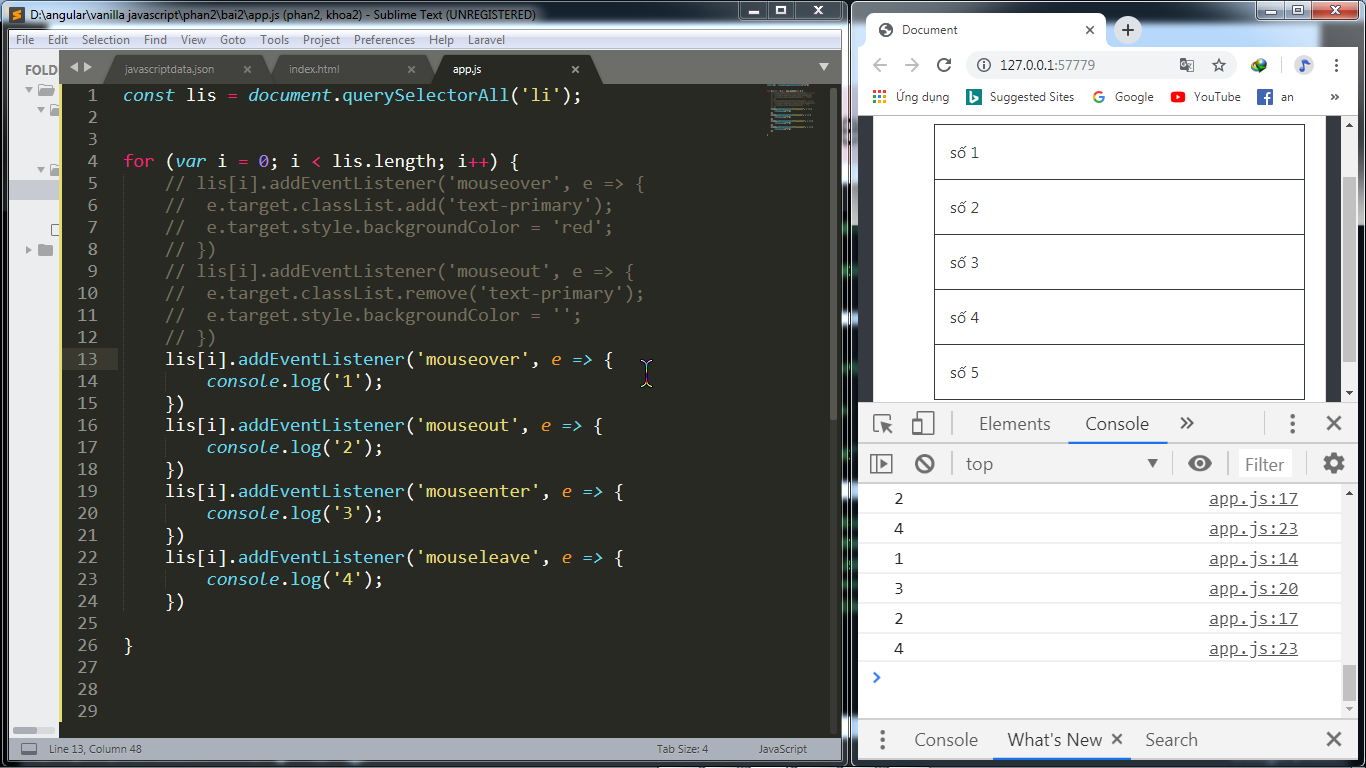 D:\angular\vanilla javascript\phan2\bai2\app.js (phan2, khoa2) - Sublime Text (UNREGISTERED)
File Edit Selection Find View Goto Tools Project Preferences Help Laravel
FOLD
javascriptdata.json × index.html × app.js ×
1 const lis = document.querySelectorAll('li');
2
3
4 for (var i = 0; i < lis.length; i++) {
5 // lis[i].addEventListener('mouseover', e => {
6 //  e.target.classList.add('text-primary');
7 //  e.target.style.backgroundColor = 'red';
8 // })
9 // lis[i].addEventListener('mouseout', e => {
10 //  e.target.classList.remove('text-primary');
11 //  e.target.style.backgroundColor = '';
12 // })
13 lis[i].addEventListener('mouseover', e => {
14 console.log('1');
15 })
16 lis[i].addEventListener('mouseout', e => {
17 console.log('2');
18 })
19 lis[i].addEventListener('mouseenter', e => {
20 console.log('3');
21 })
22 lis[i].addEventListener('mouseleave', e => {
23 console.log('4');
24 })
25
26 }
27
28
29
Line 13, Column 48 Tab Size: 4 JavaScript
Document
127.0.0.1:57779
Ứng dụng Suggested Sites Google YouTube an »
số 1
số 2
số 3
số 4
số 5
Elements Console »
top Filter
2 app.js:17
4 app.js:23
1 app.js:14
3 app.js:20
2 app.js:17
4 app.js:23
Console What's New × Search